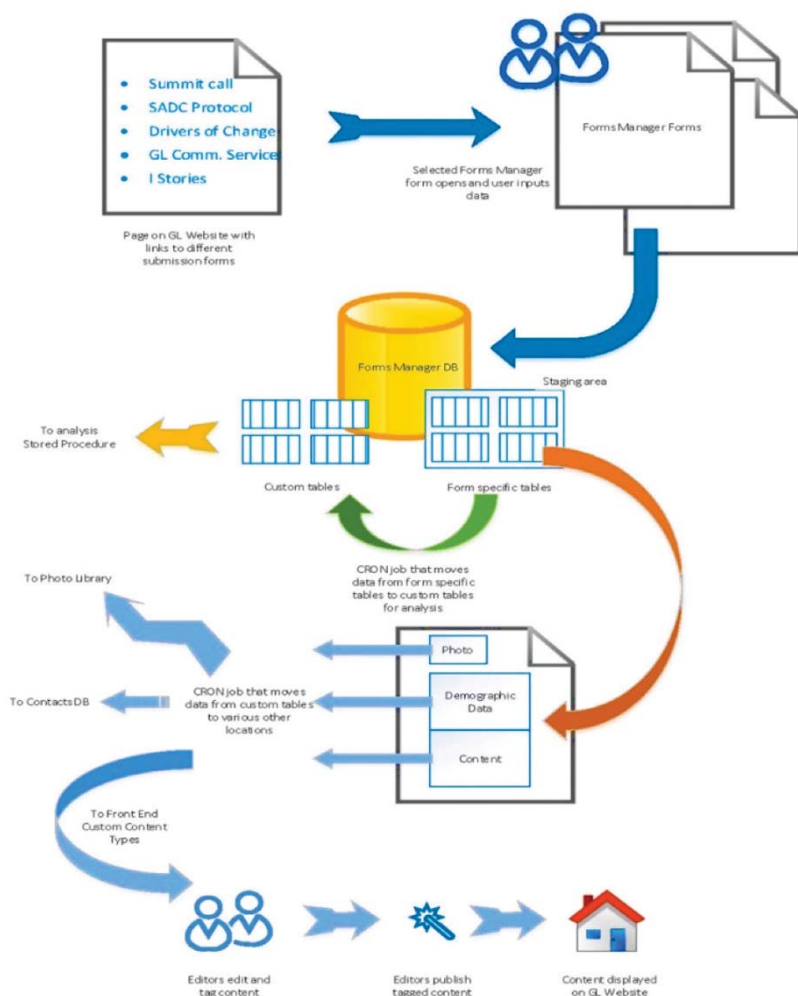 Summit call
SADC Protocol
Drivers of Change
GL Comm. Service
I Stories
Page on GL Website with
links to different
submission forms
Selected Forms Manager
form opens and user inputs
data
Forms Manager Forms
Forms Manager DB
Staging area
To analysis
Stored Procedure
Custom tables
Form specific tables
CRON job that moves
data from form specific
tables to custom tables
for analysis
To Photo Library
Photo
To Contacts DB
CRON job that moves
data from custom tables
to various other
locations
Demographic
Data
Content
To Front End
Custom Content
Types
Editors edit and
tag content
Editors publish
tagged content
Content displayed
on GL Website